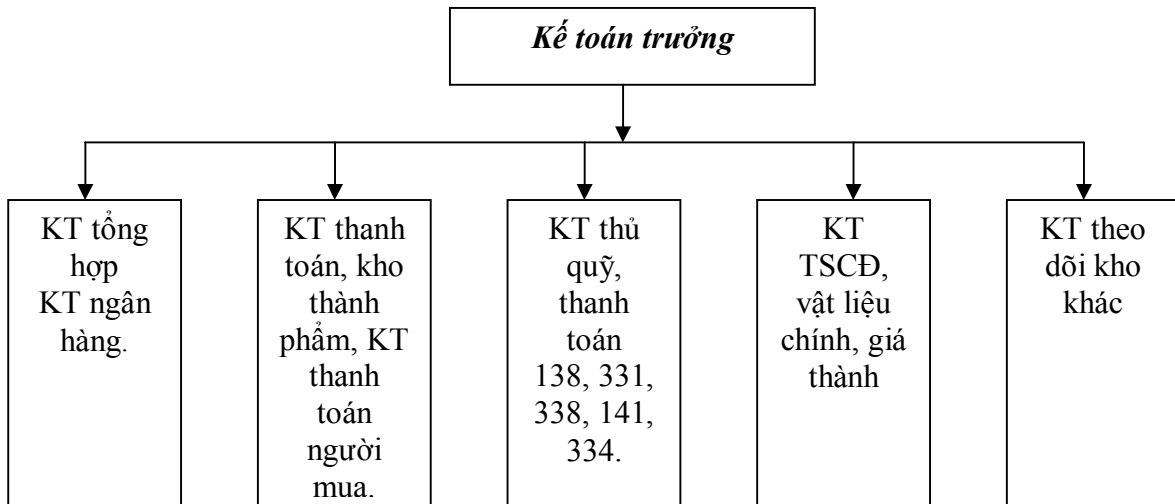 Kế toán trưởng
KT tổng
hợp
KT ngân
hàng.
KT thanh
toán, kho
thành
phẩm, KT
thanh
toán
người
mua.
KT thủ
quỹ,
thanh
toán
138, 331,
338, 141,
334.
KT
TSCĐ,
vật liệu
chính, giá
thành
KT theo
dõi kho
khác